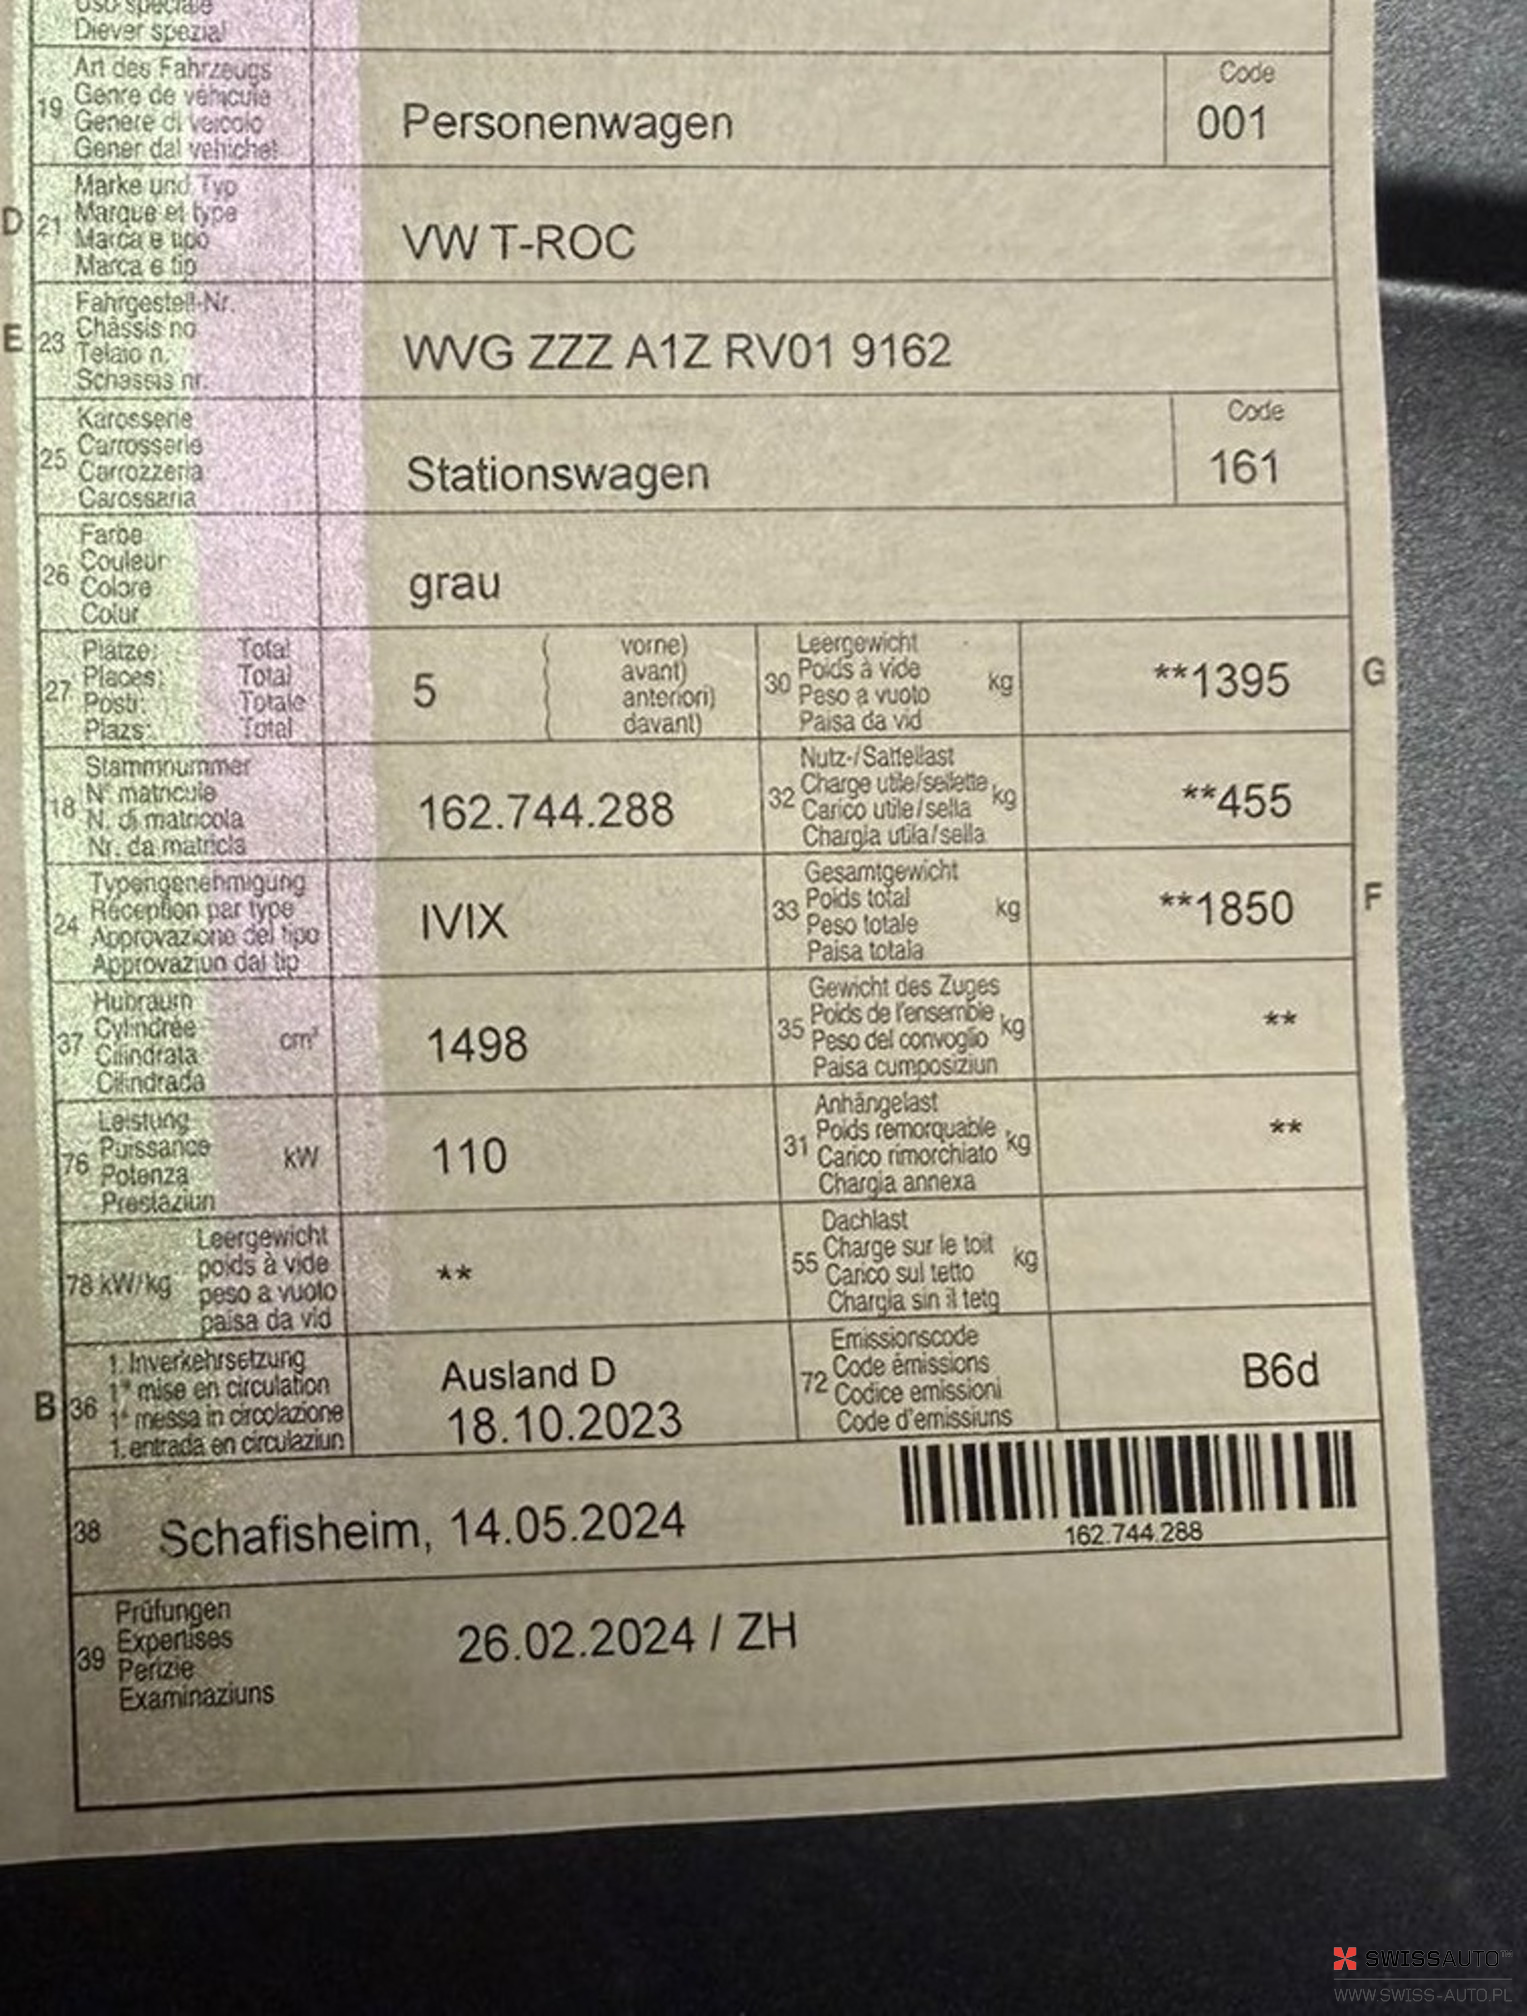 Uso speciale
Diever spezial
19 Art des Fahrzeugs
Genre de véhicule
Genere di veicolo
Gener dal vehichel
Personenwagen
Code
001
D 21 Marke und Typ
Marque et type
Marca e tipo
Marca e tip
VW T-ROC
E 23 Fahrgestell-Nr.
Châssis no
Telaio n.
Schassis nr.
WVG ZZZ A1Z RV01 9162
25 Karosserie
Carrosserie
Carrozzeria
Carossaria
Stationswagen
Code
161
26 Farbe
Couleur
Colore
Colur
grau
27 Plätze: Total
Places: Total
Posti: Totale
Plazs: Total
5
( vorne)
( avant)
( anteriori)
( davant)
30 Leergewicht
Poids à vide
Peso a vuoto
Paisa da vid
kg
**1395
G
18 Stammnummer
N° matricule
N. di matricola
Nr. da matricla
162.744.288
32 Nutz-/Sattellast
Charge utile/sellette
Carico utile/sella
Chargia utila/sella
kg
**455
24 Typengenehmigung
Réception par type
Approvazione del tipo
Approvaziun dal tip
IVIX
33 Gesamtgewicht
Poids total
Peso totale
Paisa totala
kg
**1850
F
37 Hubraum
Cylindrée
Cilindrata
Cilindrada
cm³
1498
35 Gewicht des Zuges
Poids de l'ensemble
Peso del convoglio
Paisa cumposiziun
kg
**
76 Leistung
Puissance
Potenza
Prestaziun
kW
110
31 Anhängelast
Poids remorquable
Carico rimorchiato
Chargia annexa
kg
**
78 kW/kg
Leergewicht
poids à vide
peso a vuoto
paisa da vid
**
55 Dachlast
Charge sur le toit
Carico sul tetto
Chargia sin il tetg
kg
B 36 1. Inverkehrsetzung
1re mise en circulation
1a messa in circolazione
1. entrada en circulaziun
Ausland D
18.10.2023
72 Emissionscode
Code émissions
Codice emissioni
Code d'emissiuns
B6d
38 Schafisheim, 14.05.2024
162.744.288
39 Prüfungen
Expertises
Perizie
Examinaziuns
26.02.2024 / ZH
SWISSAUTO
WWW.SWISS-AUTO.PL